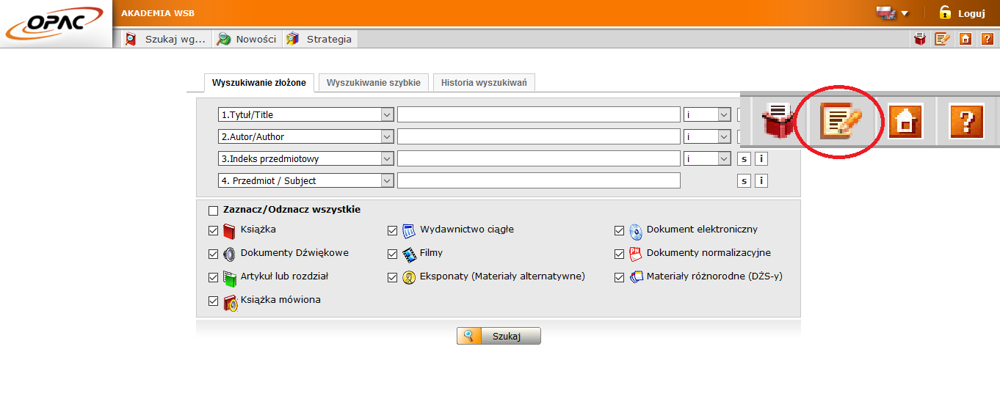 OPAC
AKADEMIA WSB
Loguj
Szukaj wg... Nowości Strategia
?
Wyszukiwanie złożone Wyszukiwanie szybkie Historia wyszukiwań
1.Tytuł/Title i
?
2.Autor/Author i
3.Indeks przedmiotowy i s i
4. Przedmiot / Subject s i
Zaznacz/Odznacz wszystkie
Książka Wydawnictwo ciągłe Dokument elektroniczny
Dokumenty Dźwiękowe Filmy PN Dokumenty normalizacyjne
Artykuł lub rozdział Eksponaty (Materiały alternatywne) Materiały różnorodne (DŻS-y)
Książka mówiona
Szukaj